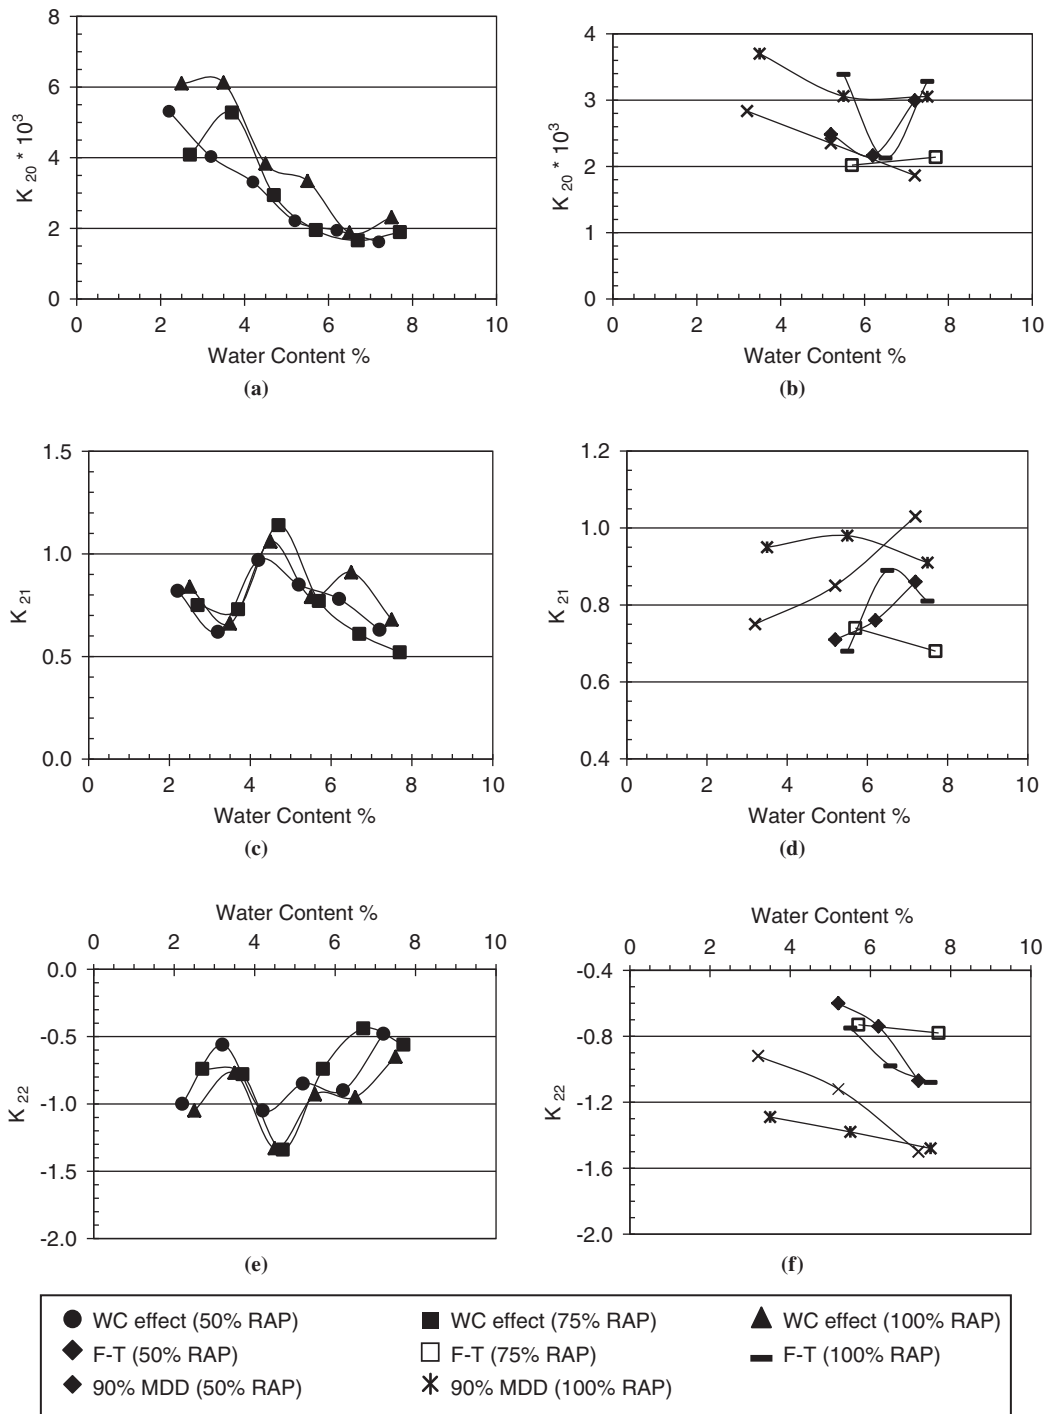 8
6
4
2
0
K 20 * 10³
0 2 4 6 8 10
Water Content %
(a)
4
3
2
1
0
K 20 * 10³
0 2 4 6 8 10
Water Content %
(b)
1.5
1.0
0.5
0.0
K 21
0 2 4 6 8 10
Water Content %
(c)
1.2
1.0
0.8
0.6
0.4
K 21
0 2 4 6 8 10
Water Content %
(d)
Water Content %
0 2 4 6 8 10
0.0
-0.5
-1.0
-1.5
-2.0
K 22
(e)
Water Content %
0 2 4 6 8 10
-0.4
-0.8
-1.2
-1.6
-2.0
K 22
(f)
WC effect (50% RAP) WC effect (75% RAP) WC effect (100% RAP)
F-T (50% RAP) F-T (75% RAP) F-T (100% RAP)
90% MDD (50% RAP) 90% MDD (100% RAP)